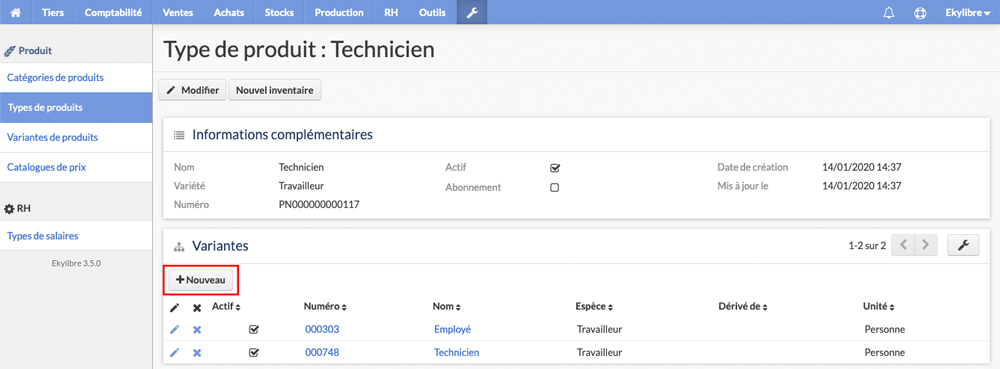 Tiers Comptabilité Ventes Achats Stocks Production RH Outils Ekylibre
Produit
Catégories de produits
Types de produits
Variantes de produits
Catalogues de prix
RH
Types de salaires
Ekylibre 3.5.0
Type de produit : Technicien
Modifier Nouvel inventaire
Informations complémentaires
Nom Technicien Actif Date de création 14/01/2020 14:37
Variété Travailleur Abonnement Mis à jour le 14/01/2020 14:37
Numéro PN000000000117
Variantes 1-2 sur 2
Nouveau
Actif Numéro Nom Espèce Dérivé de Unité
000303 Employé Travailleur Personne
000748 Technicien Travailleur Personne